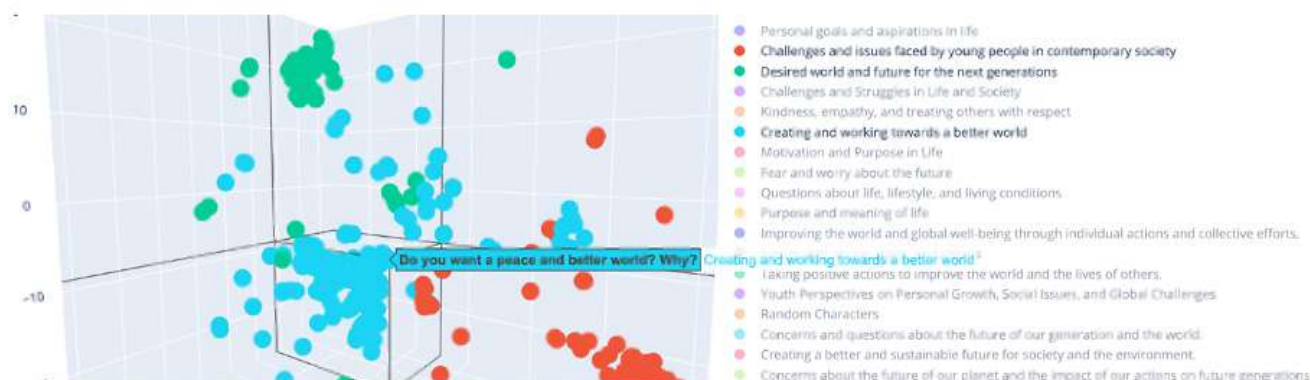 10
0
-10
Personal goals and aspirations in life
Challenges and issues faced by young people in contemporary society
Desired world and future for the next generations
Challenges and Struggles in Life and Society
Kindness, empathy, and treating others with respect
Creating and working towards a better world
Motivation and Purpose in Life
Fear and worry about the future
Questions about life, lifestyle, and living conditions
Purpose and meaning of life
Improving the world and global well-being through individual actions and collective efforts.
Do you want a peace and better world? Why? Creating and working towards a better world
Taking positive actions to improve the world and the lives of others.
Youth Perspectives on Personal Growth, Social Issues, and Global Challenges
Random Characters
Concerns and questions about the future of our generation and the world.
Creating a better and sustainable future for society and the environment.
Concerns about the future of our planet and the impact of our actions on future generations